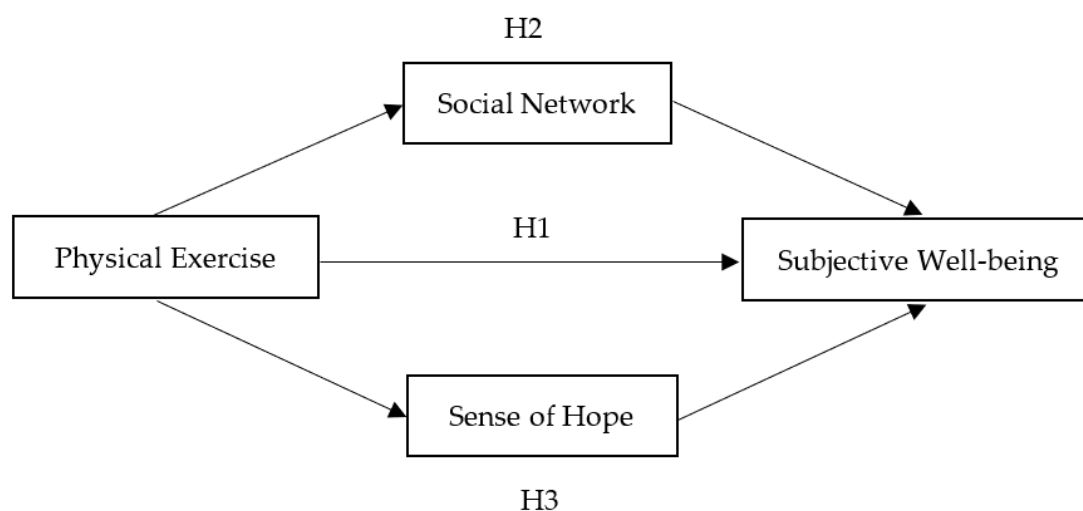 H2
Social Network
H1
Physical Exercise
Subjective Well-being
Sense of Hope
H3